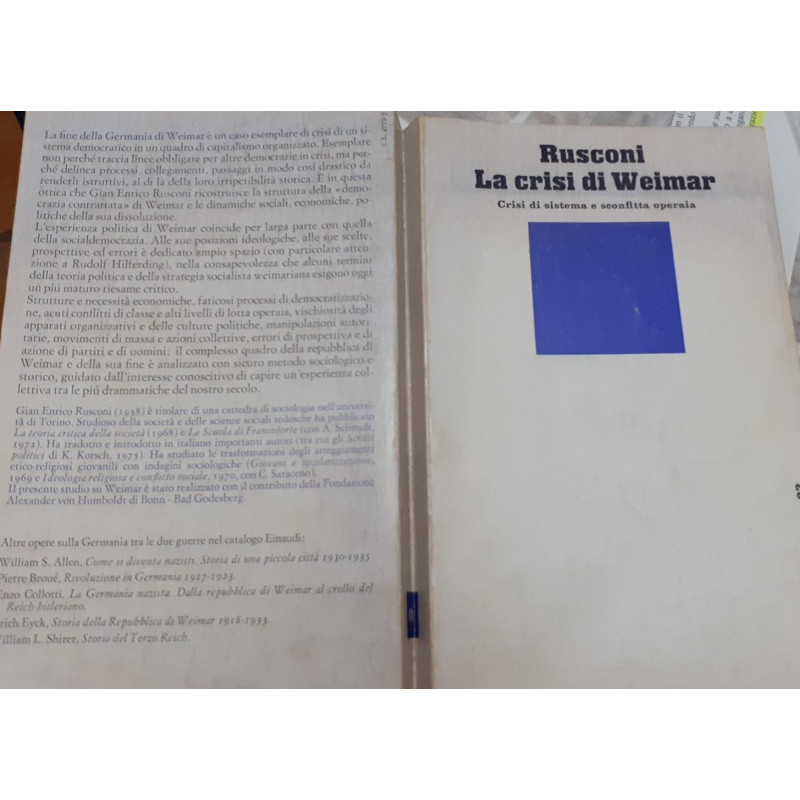 La fine della Germania di Weimar è un caso esemplare di crisi di un si-
stema democratico in un quadro di capitalismo organizzato. Esemplare
non perché traccia linee obbligate per altre democrazie in crisi, ma per-
ché delinea processi, collegamenti, passaggi in modo cosí drastico da
renderli istruttivi, al di là della loro irripetibilità storica. È in questa
ottica che Gian Enrico Rusconi ricostruisce la struttura della «demo-
crazia contrattata» di Weimar e le dinamiche sociali, economiche, po-
litiche della sua dissoluzione.
L'esperienza politica di Weimar coincide per larga parte con quella
della socialdemocrazia. Alle sue posizioni ideologiche, alle sue scelte,
prospettive ed errori è dedicato ampio spazio (con particolare atten-
zione a Rudolf Hilferding), nella consapevolezza che alcuni termini
della teoria politica e della strategia socialista weimariana esigono oggi
un piú maturo riesame critico.
Strutture e necessità economiche, faticosi processi di democratizzazio-
ne, acuti conflitti di classe e alti livelli di lotta operaia, vischiosità degli
apparati organizzativi e delle culture politiche, manipolazioni autori-
tarie, movimenti di massa e azioni collettive, errori di prospettiva e di
azione di partiti e di uomini: il complesso quadro della repubblica di
Weimar e della sua fine è analizzato con sicuro metodo sociologico e
storico, guidato dall'interesse conoscitivo di capire un'esperienza col-
lettiva tra le piú drammatiche del nostro secolo.
Gian Enrico Rusconi (1938) è titolare di una cattedra di sociologia nell'universi-
tà di Torino. Studioso della società e delle scienze sociali tedesche ha pubblicato
La teoria critica della società (1968) e La Scuola di Francoforte (con A. Schmidt,
1972). Ha tradotto e introdotto in italiano importanti autori (tra cui gli Scritti
politici di K. Korsch, 1975). Ha studiato le trasformazioni degli atteggiamenti
etico-religiosi giovanili con indagini sociologiche (Giovani e secolarizzazione,
1969 e Ideologia religiosa e conflitto sociale, 1970, con C. Saraceno).
Il presente studio su Weimar è stato realizzato con il contributo della Fondazione
Alexander von Humboldt di Bonn - Bad Godesberg.
Altre opere sulla Germania tra le due guerre nel catalogo Einaudi:
William S. Allen, Come si diventa nazisti. Storia di una piccola città 1930-1935
Pierre Broué, Rivoluzione in Germania 1917-1923.
Enzo Collotti, La Germania nazista. Dalla repubblica di Weimar al crollo del
Reich hitleriano.
Erich Eyck, Storia della Repubblica di Weimar 1918-1933.
William L. Shirer, Storia del Terzo Reich.
Rusconi
La crisi di Weimar
Crisi di sistema e sconfitta operaia